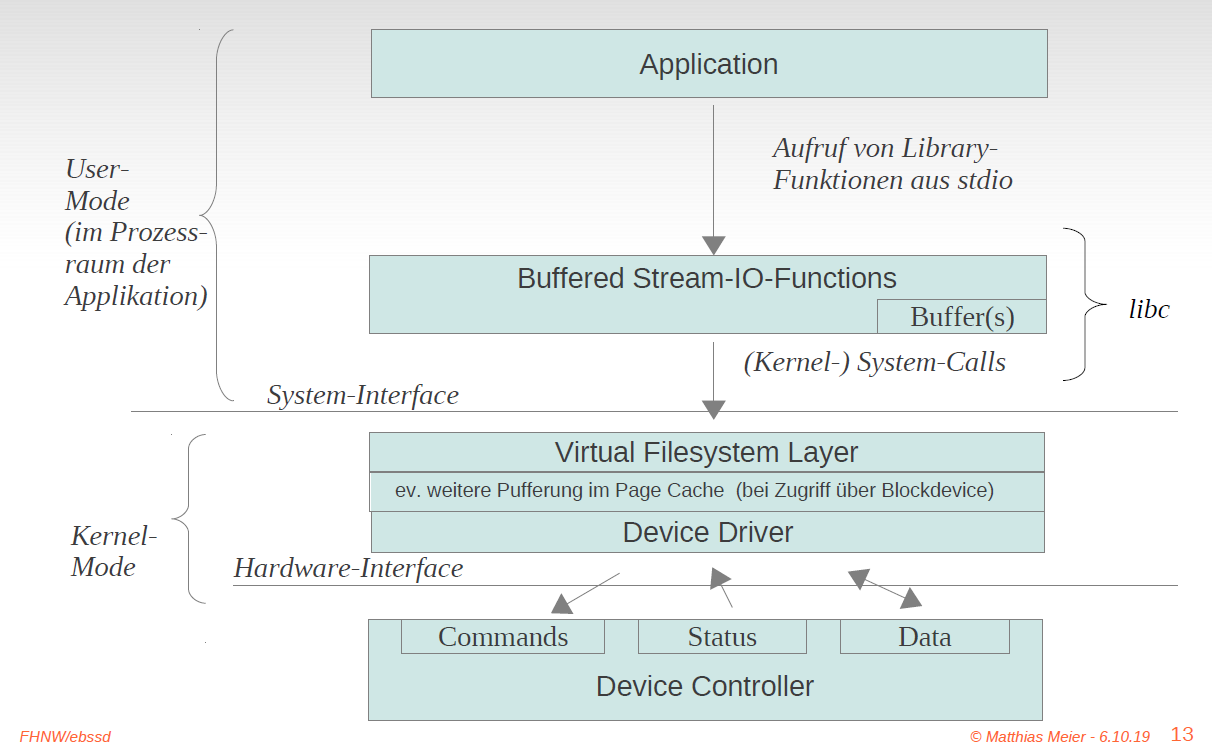 Application
Aufruf von Library-
Funktionen aus stdio
User-
Mode
(im Prozess-
raum der
Applikation)
Buffered Stream-IO-Functions
Buffer(s)
libc
(Kernel-) System-Calls
System-Interface
Virtual Filesystem Layer
ev. weitere Pufferung im Page Cache (bei Zugriff über Blockdevice)
Device Driver
Kernel-
Mode
Hardware-Interface
Commands
Status
Data
Device Controller
FHNW/ebssd
© Matthias Meier - 6.10.19 13